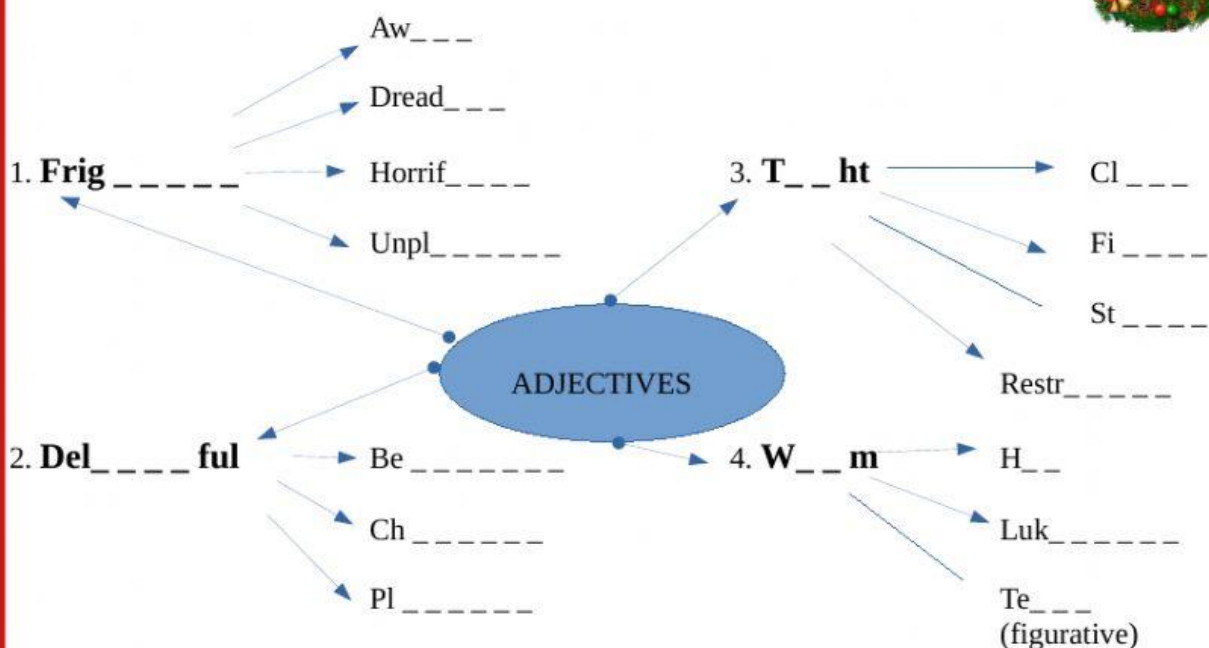 Aw_ _ _
Dread_ _ _
1. Frig _ _ _ _ _
Horrif_ _ _ _
Unpl_ _ _ _ _ _
3. T_ _ ht
Cl _ _ _
Fi _ _ _ _
St _ _ _ _
Restr_ _ _ _ _
ADJECTIVES
2. Del_ _ _ _ ful
Be _ _ _ _ _ _ _
Ch _ _ _ _ _ _
Pl _ _ _ _ _ _
4. W_ _ m
H_ _
Luk_ _ _ _ _ _
Te_ _ _
(figurative)